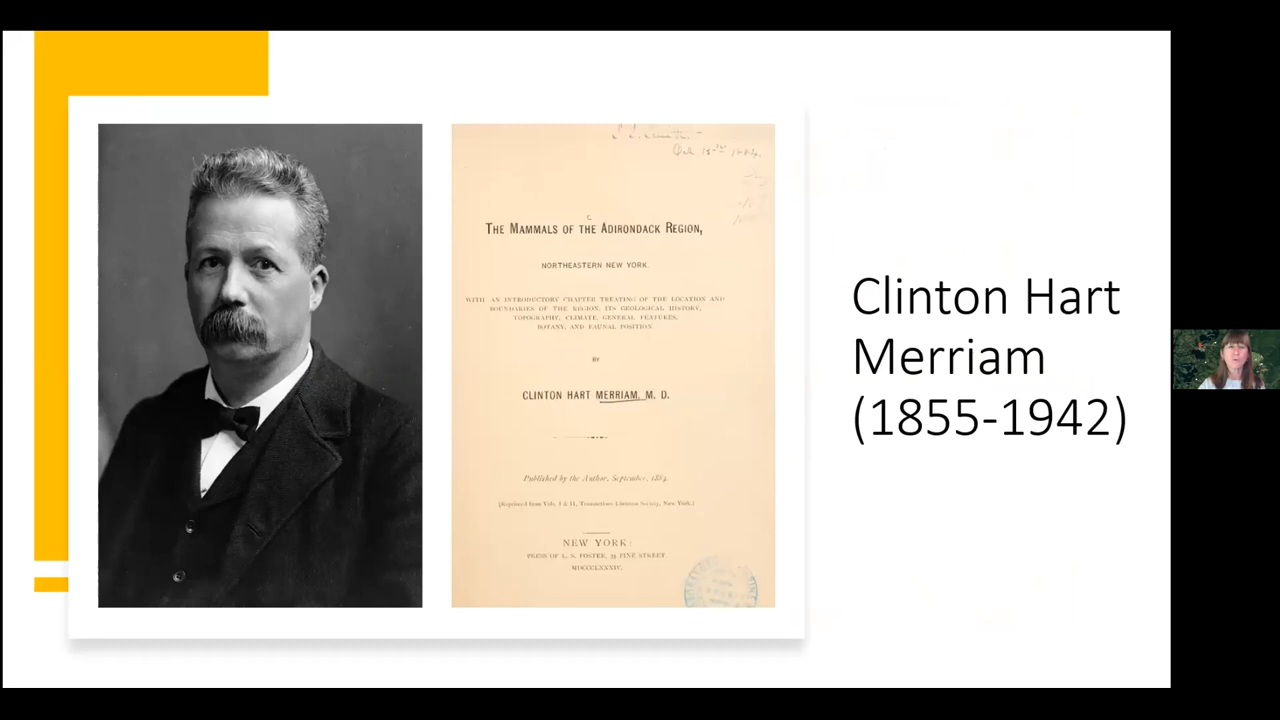 THE MAMMALS OF THE ADIRONDACK REGION,
NORTHEASTERN NEW YORK.
WITH AN INTRODUCTORY CHAPTER TREATING OF THE LOCATION AND
BOUNDARIES OF THE REGION, ITS GEOLOGICAL HISTORY,
TOPOGRAPHY, CLIMATE, GENERAL FEATURES,
BOTANY, AND FAUNAL POSITION.
BY
CLINTON HART MERRIAM, M. D.
Published by the Author, September, 1884.
(Reprinted from Vols. I & II, Transactions Linnæan Society, New York.)
NEW YORK:
PRESS OF L. S. FOSTER, 35 PINE STREET.
MDCCCLXXXIV.
Clinton Hart
Merriam
(1855-1942)